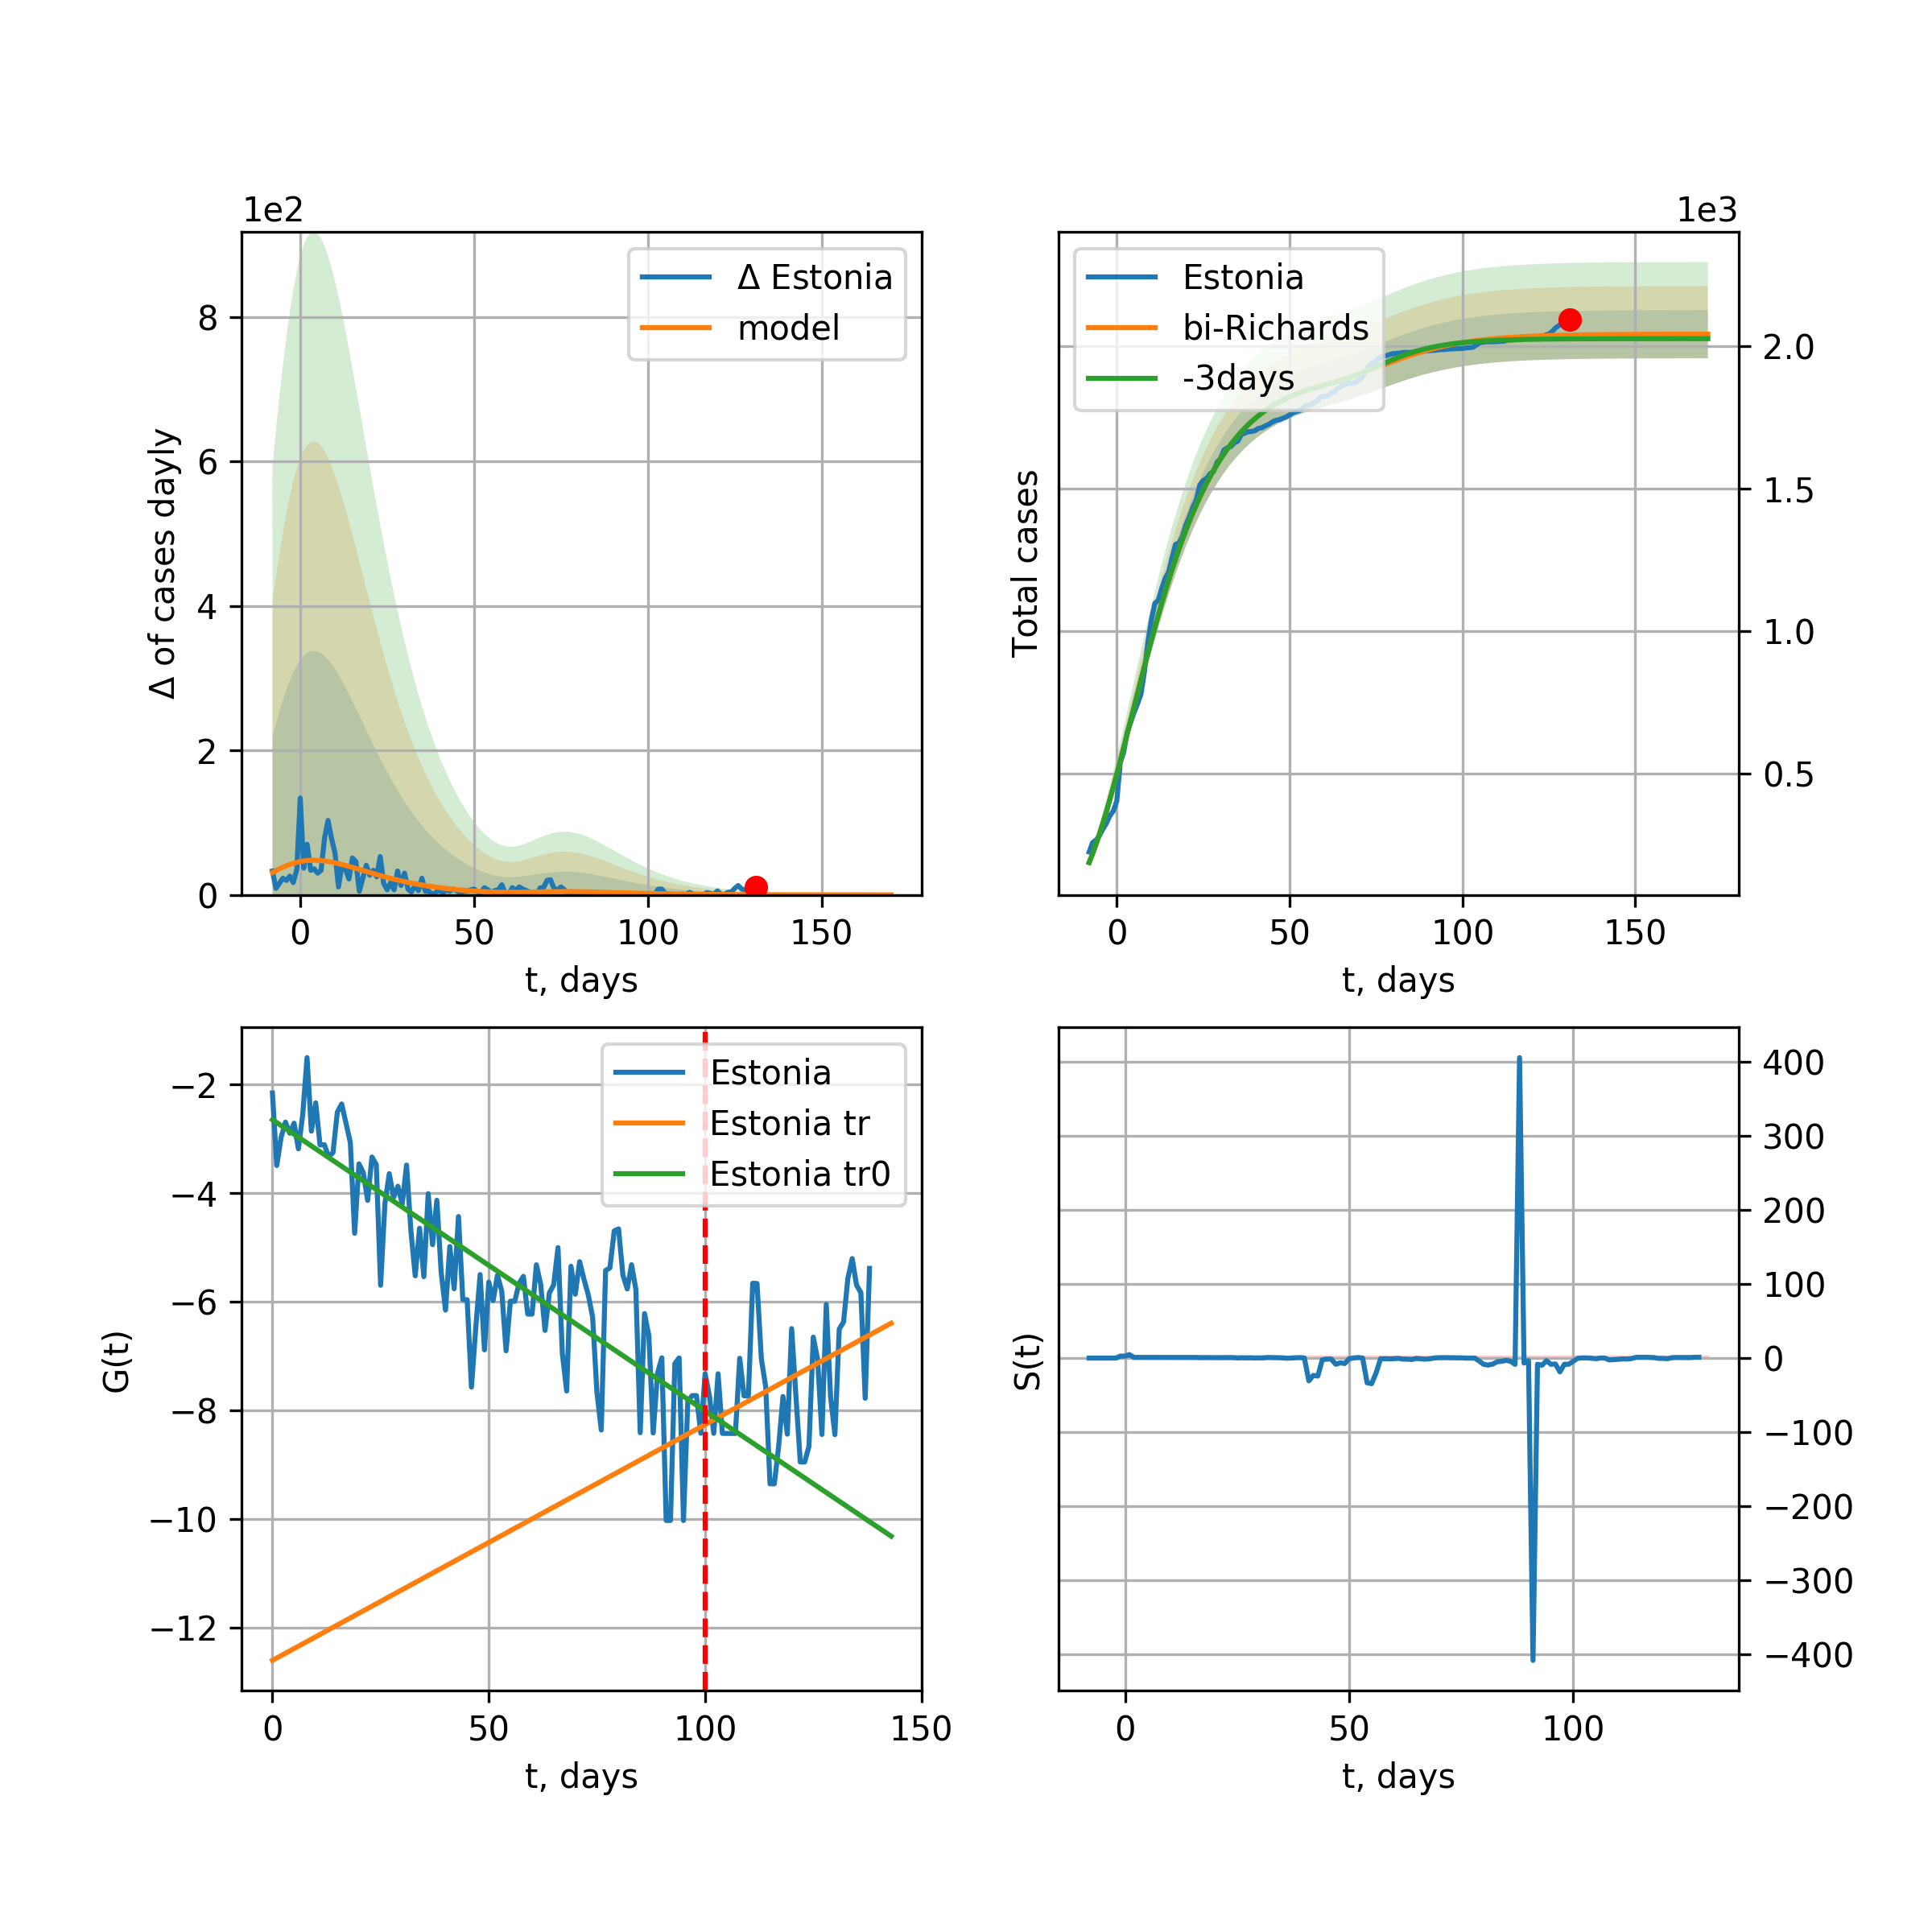 1e2
Δ Estonia
model
8
6
4
2
0
Δ of cases dayly
0 50 100 150
t, days
1e3
Estonia
bi-Richards
-3days
2.0
1.5
1.0
0.5
Total cases
0 50 100 150
t, days
Estonia
Estonia tr
Estonia tr0
−2
−4
−6
−8
−10
−12
G(t)
0 50 100 150
t, days
400
300
200
100
0
−100
−200
−300
−400
S(t)
0 50 100
t, days